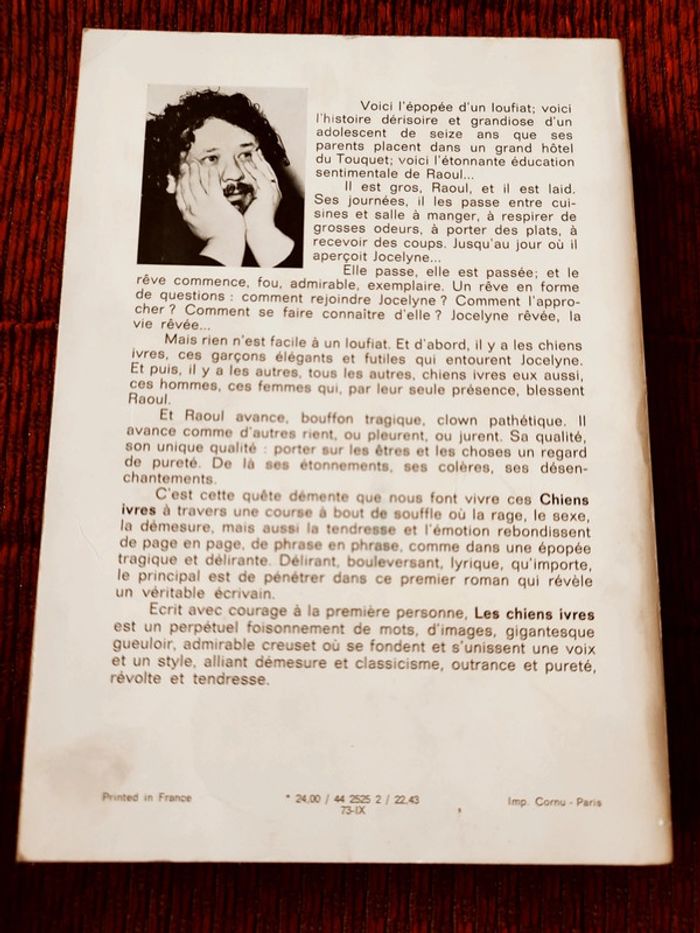 Voici l'épopée d'un loufiat; voici
l'histoire dérisoire et grandiose d'un
adolescent de seize ans que ses
parents placent dans un grand hôtel
du Touquet; voici l'étonnante éducation
sentimentale de Raoul...
Il est gros, Raoul, et il est laid.
Ses journées, il les passe entre cui-
sines et salle à manger, à respirer de
grosses odeurs, à porter des plats, à
recevoir des coups. Jusqu'au jour où il
aperçoit Jocelyne...
Elle passe, elle est passée; et le
rêve commence, fou, admirable, exemplaire. Un rêve en forme
de questions : comment rejoindre Jocelyne ? Comment l'appro-
cher ? Comment se faire connaître d'elle ? Jocelyne rêvée, la
vie rêvée...
Mais rien n'est facile à un loufiat. Et d'abord, il y a les chiens
ivres, ces garçons élégants et futiles qui entourent Jocelyne.
Et puis, il y a les autres, tous les autres, chiens ivres eux aussi,
ces hommes, ces femmes qui, par leur seule présence, blessent
Raoul.
Et Raoul avance, bouffon tragique, clown pathétique. Il
avance comme d'autres rient, ou pleurent, ou jurent. Sa qualité,
son unique qualité : porter sur les êtres et les choses un regard
de pureté. De là ses étonnements, ses colères, ses désen-
chantements.
C'est cette quête démente que nous font vivre ces Chiens
ivres à travers une course à bout de souffle où la rage, le sexe,
la démesure, mais aussi la tendresse et l'émotion rebondissent
de page en page, de phrase en phrase, comme dans une épopée
tragique et délirante. Délirant, bouleversant, lyrique, qu'importe,
le principal est de pénétrer dans ce premier roman qui révèle
un véritable écrivain.
Ecrit avec courage à la première personne, Les chiens ivres
est un perpétuel foisonnement de mots, d'images, gigantesque
gueuloir, admirable creuset où se fondent et s'unissent une voix
et un style, alliant démesure et classicisme, outrance et pureté,
révolte et tendresse.
Printed in France * 24,00 / 44 2525 2 / 22.43 Imp. Cornu - Paris
73-IX